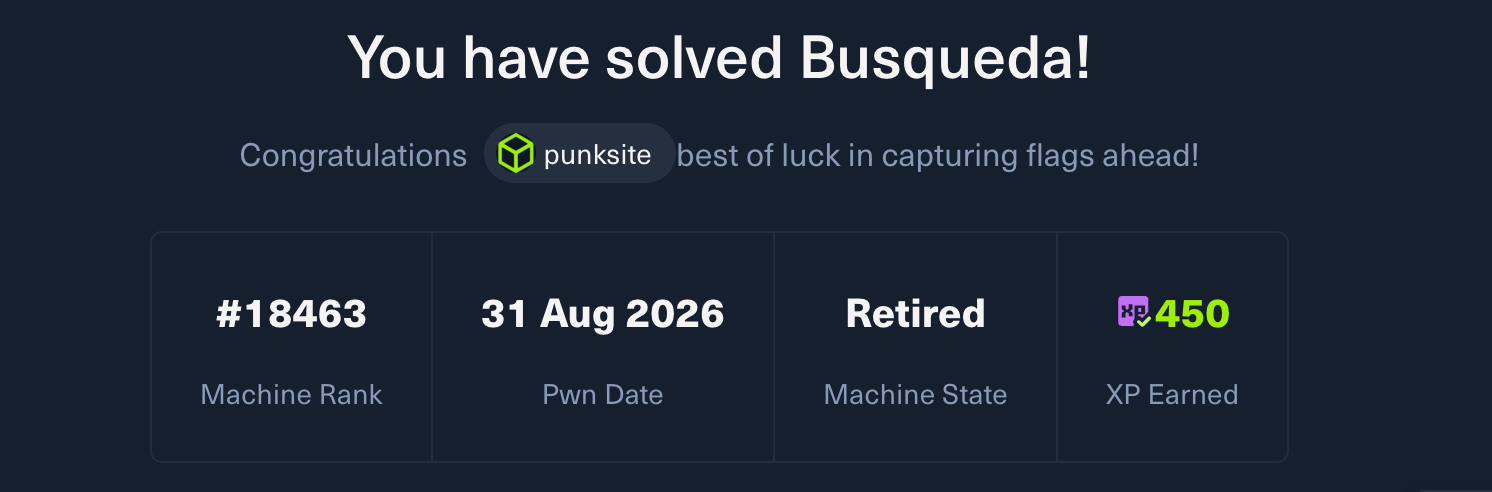 You have solved Busqueda!
Congratulations punksite best of luck in capturing flags ahead!
#18463 31 Aug 2026 Retired XP 450
Machine Rank Pwn Date Machine State XP Earned